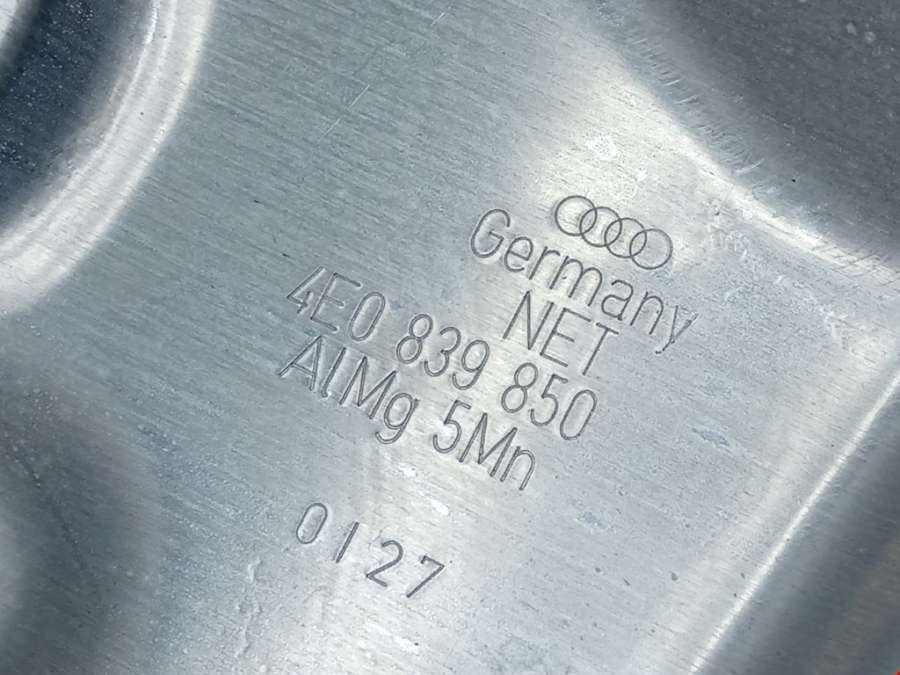 Germany
NET
4E0 839 850
AlMg 5Mn
0127